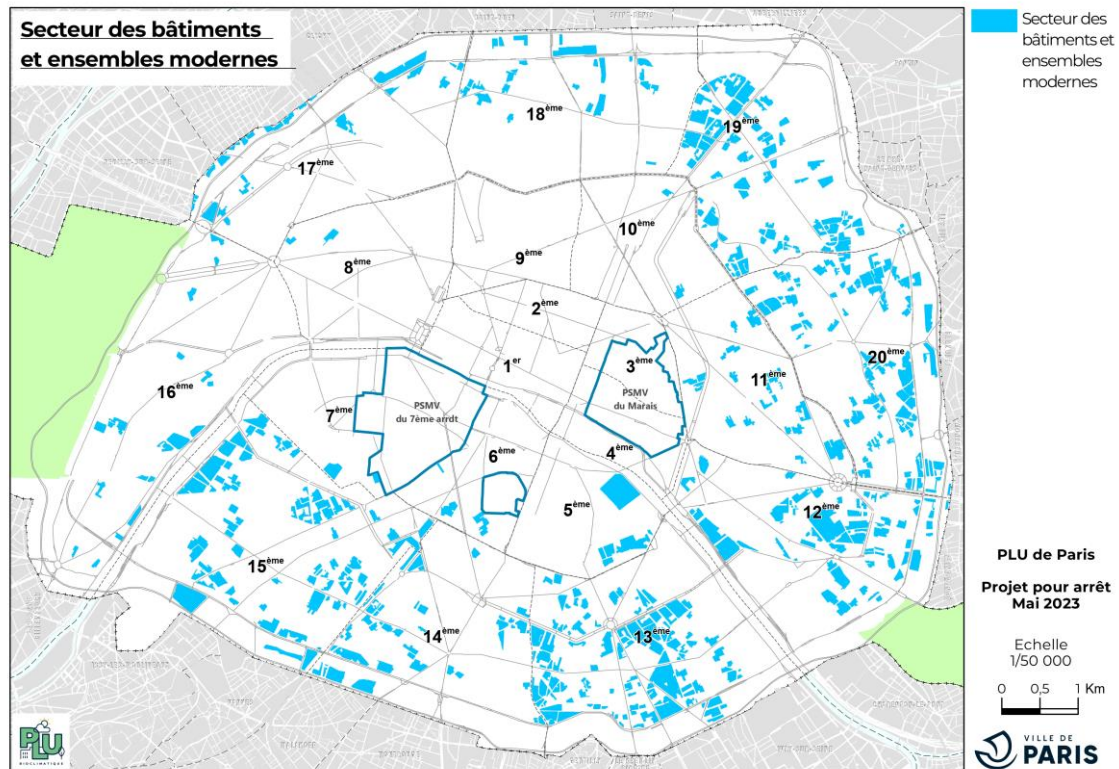 Secteur des bâtiments
et ensembles modernes
Secteur des
bâtiments et
ensembles
modernes
18ème
19ème
17ème
10ème
9ème
8ème
2ème
1er
3ème
PSMV
du Marais
20ème
11ème
16ème
7ème
PSMV
du 7ème arrdt
6ème
4ème
5ème
12ème
15ème
14ème
13ème
PLU de Paris
Projet pour arrêt
Mai 2023
Echelle
1/50 000
0 0,5 1 Km
PLU
BIOCLIMATIQUE
VILLE DE
PARIS